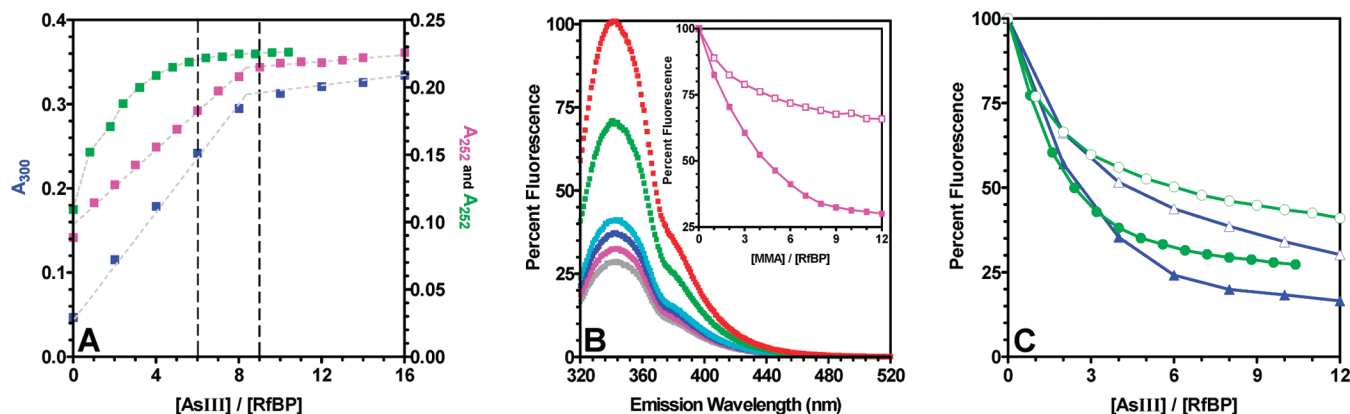 0.4
0.3
0.2
0.1
0.0
A300
0.25
0.20
0.15
0.10
0.05
0.00
A252 and A252
A
0 4 8 12 16
[AsIII] / [RfBP]
100
75
50
25
0
Percent Fluorescence
B
320 360 400 440 480 520
Emission Wavelength (nm)
100
75
50
25
Percent Fluorescence
0 3 6 9 12
[MMA] / [RfBP]
100
75
50
25
0
Percent Fluorescence
C
0 3 6 9 12
[AsIII] / [RfBP]